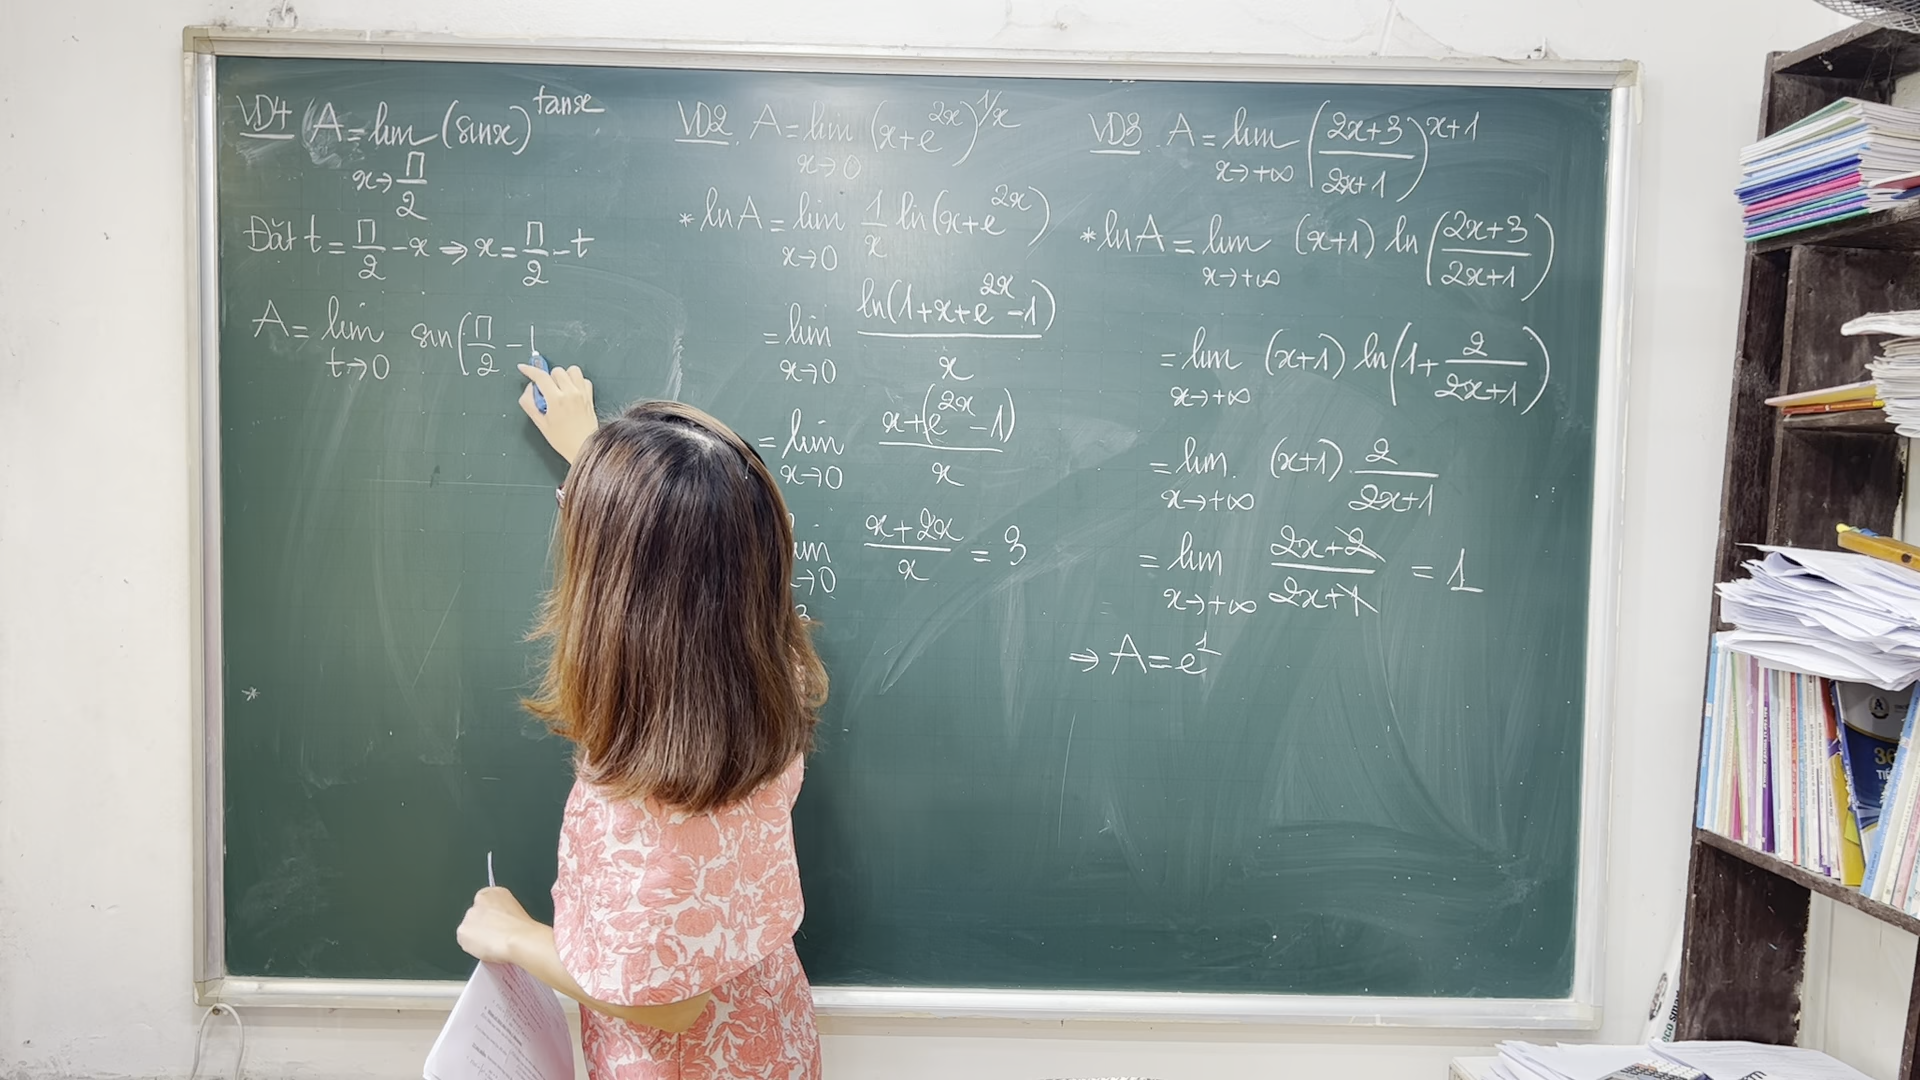 VD4 A = lim (sinx)^tanx
x→π/2
Đặt t = π/2 - x ⇒ x = π/2 - t
A = lim sin(π/2 -
t→0
VD2. A = lim (x+e^2x)^1/x
x→0
* lnA = lim 1/x ln(x+e^2x)
x→0
= lim ln(1+x+e^2x-1)/x
x→0
= lim x+(e^2x-1)/x
x→0
im x+2x/x = 3
→0
3
VD3. A = lim (2x+3/2x+1)^x+1
x→+∞
* lnA = lim (x+1) ln(2x+3/2x+1)
x→+∞
= lim (x+1) ln(1+2/2x+1)
x→+∞
= lim (x+1).2/2x+1
x→+∞
= lim 2x+2/2x+1 = 1
x→+∞
⇒ A = e^1